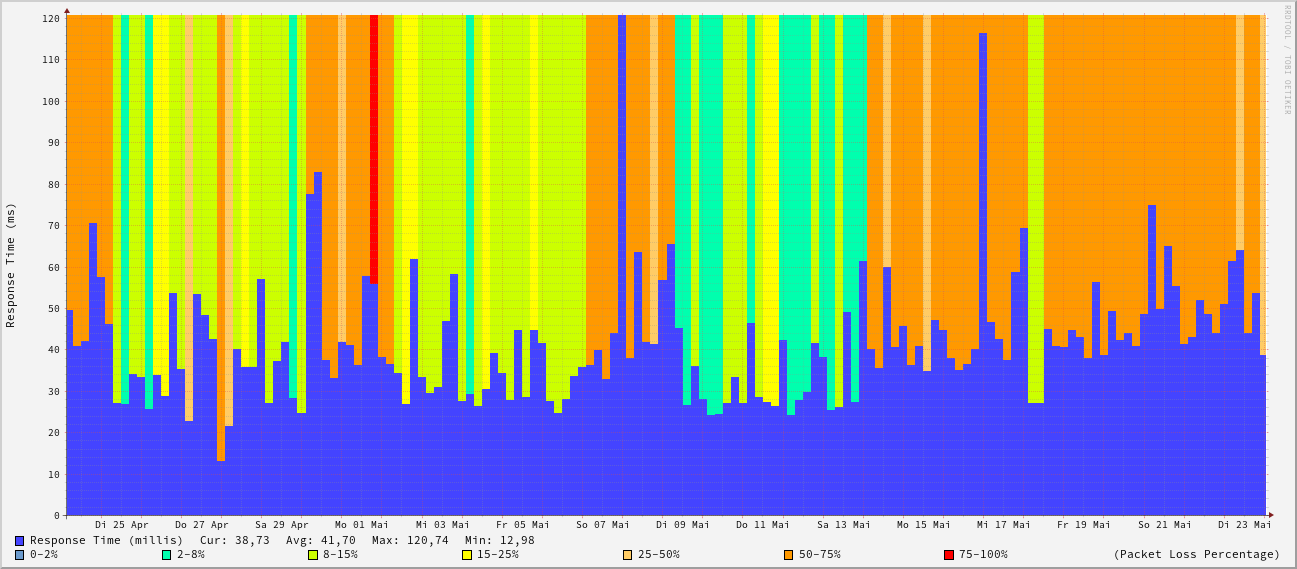 RRDTOOL / TOBI OETIKER
Response Time (ms)
120
110
100
90
80
70
60
50
40
30
20
10
0
Di 25 Apr Do 27 Apr Sa 29 Apr Mo 01 Mai Mi 03 Mai Fr 05 Mai So 07 Mai Di 09 Mai Do 11 Mai Sa 13 Mai Mo 15 Mai Mi 17 Mai Fr 19 Mai So 21 Mai Di 23 Mai
Response Time (millis) Cur: 38,73 Avg: 41,70 Max: 120,74 Min: 12,98
0-2% 2-8% 8-15% 15-25% 25-50% 50-75% 75-100% (Packet Loss Percentage)